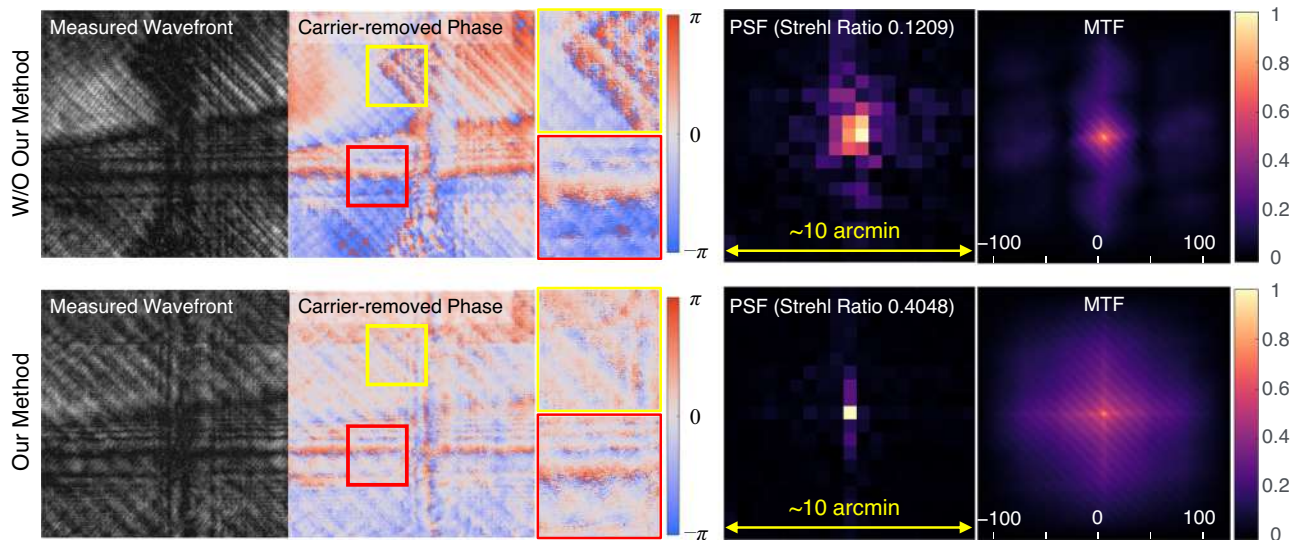 W/O Our Method
Measured Wavefront
Carrier-removed Phase
π
0
−π
PSF (Strehl Ratio 0.1209)
~10 arcmin
MTF
−100 0 100
1
0.8
0.6
0.4
0.2
0
Our Method
Measured Wavefront
Carrier-removed Phase
π
0
−π
PSF (Strehl Ratio 0.4048)
~10 arcmin
MTF
−100 0 100
1
0.8
0.6
0.4
0.2
0